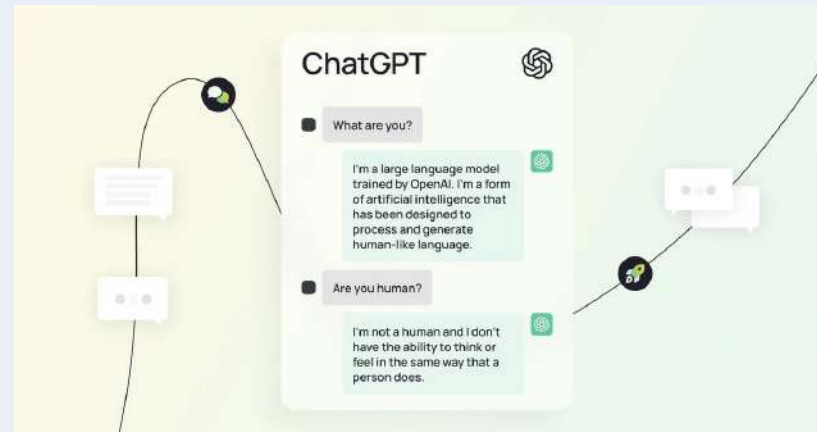 ChatGPT
What are you?
I'm a large language model
trained by OpenAI. I'm a form
of artificial intelligence that
has been designed to
process and generate
human-like language.
Are you human?
I'm not a human and I don't
have the ability to think or
feel in the same way that a
person does.